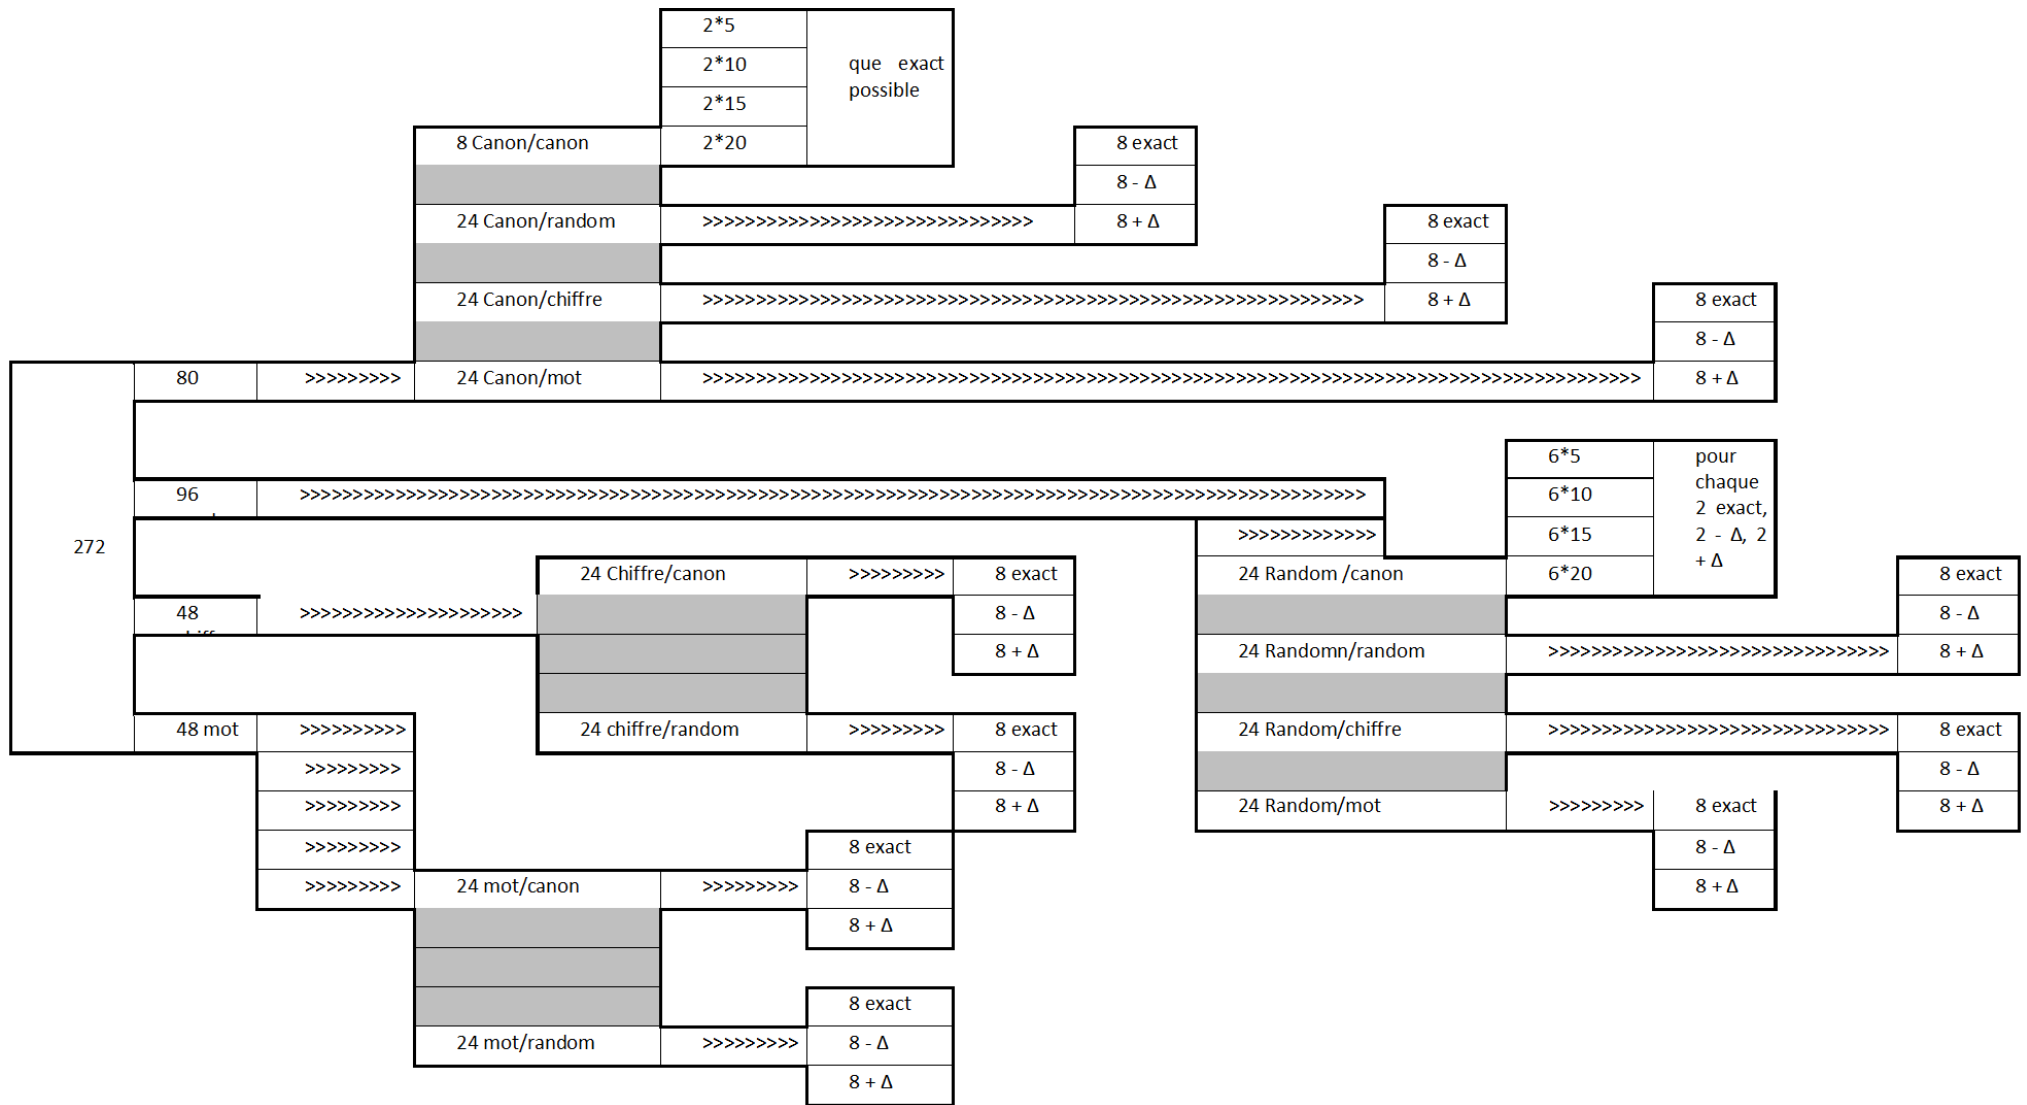 2*5
2*10
que exact
possible
2*15
8 Canon/canon
2*20
8 exact
8 - Δ
24 Canon/random
>>>>>>>>>>>>>>>>>>>>>>>>>>>>>>>
8 + Δ
8 exact
8 - Δ
24 Canon/chiffre
>>>>>>>>>>>>>>>>>>>>>>>>>>>>>>>>>>>>>>>>>>>>>>>>>>>>>>>>>>>>>>
8 + Δ
8 exact
8 - Δ
80
>>>>>>>>>
24 Canon/mot
>>>>>>>>>>>>>>>>>>>>>>>>>>>>>>>>>>>>>>>>>>>>>>>>>>>>>>>>>>>>>>>>>>>>>>>>>>>>>>>>>>>>>>>>
8 + Δ
6*5
pour
chaque
2 exact,
2 - Δ, 2
+ Δ
96
>>>>>>>>>>>>>>>>>>>>>>>>>>>>>>>>>>>>>>>>>>>>>>>>>>>>>>>>>>>>>>>>>>>>>>>>>>>>>>>>>>>>>>>>>>>>>>>>>>>>
6*10
272
>>>>>>>>>>>>>
6*15
24 Chiffre/canon
>>>>>>>>>
8 exact
24 Random /canon
6*20
8 exact
48
>>>>>>>>>>>>>>>>>>>>>
8 - Δ
8 - Δ
8 + Δ
24 Randomn/random
>>>>>>>>>>>>>>>>>>>>>>>>>>>>>>>>
8 + Δ
48 mot
>>>>>>>>>>
24 chiffre/random
>>>>>>>>>
8 exact
24 Random/chiffre
>>>>>>>>>>>>>>>>>>>>>>>>>>>>>>>>
8 exact
>>>>>>>>>
8 - Δ
8 - Δ
>>>>>>>>>
8 + Δ
24 Random/mot
>>>>>>>>>
8 exact
8 + Δ
>>>>>>>>>
8 exact
8 - Δ
>>>>>>>>>
24 mot/canon
>>>>>>>>>
8 - Δ
8 + Δ
8 + Δ
8 exact
24 mot/random
>>>>>>>>>
8 - Δ
8 + Δ